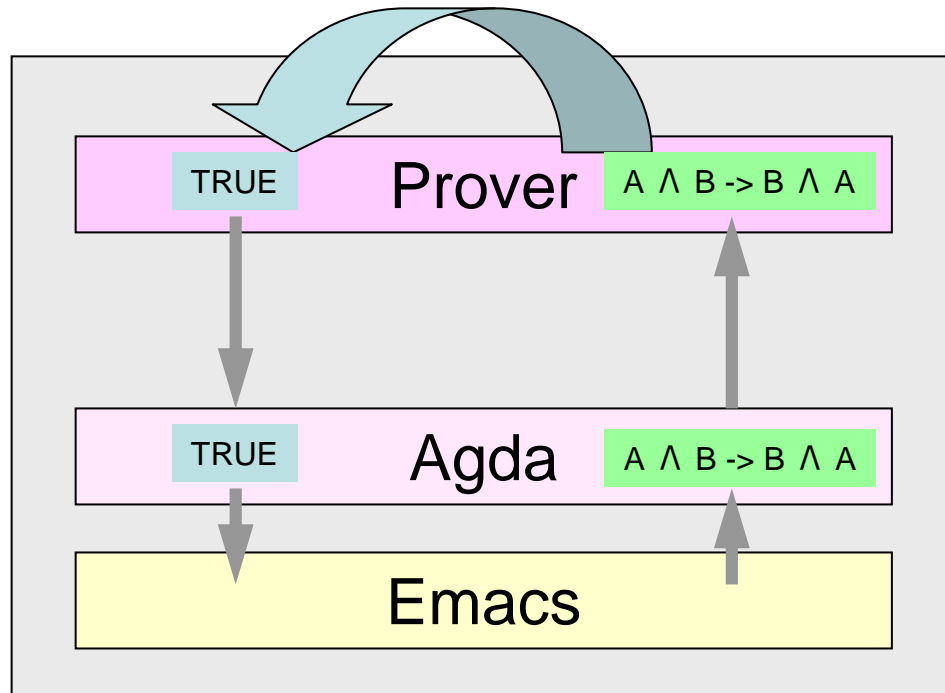 TRUE Prover A Λ B -> B Λ A
TRUE Agda A Λ B -> B Λ A
Emacs